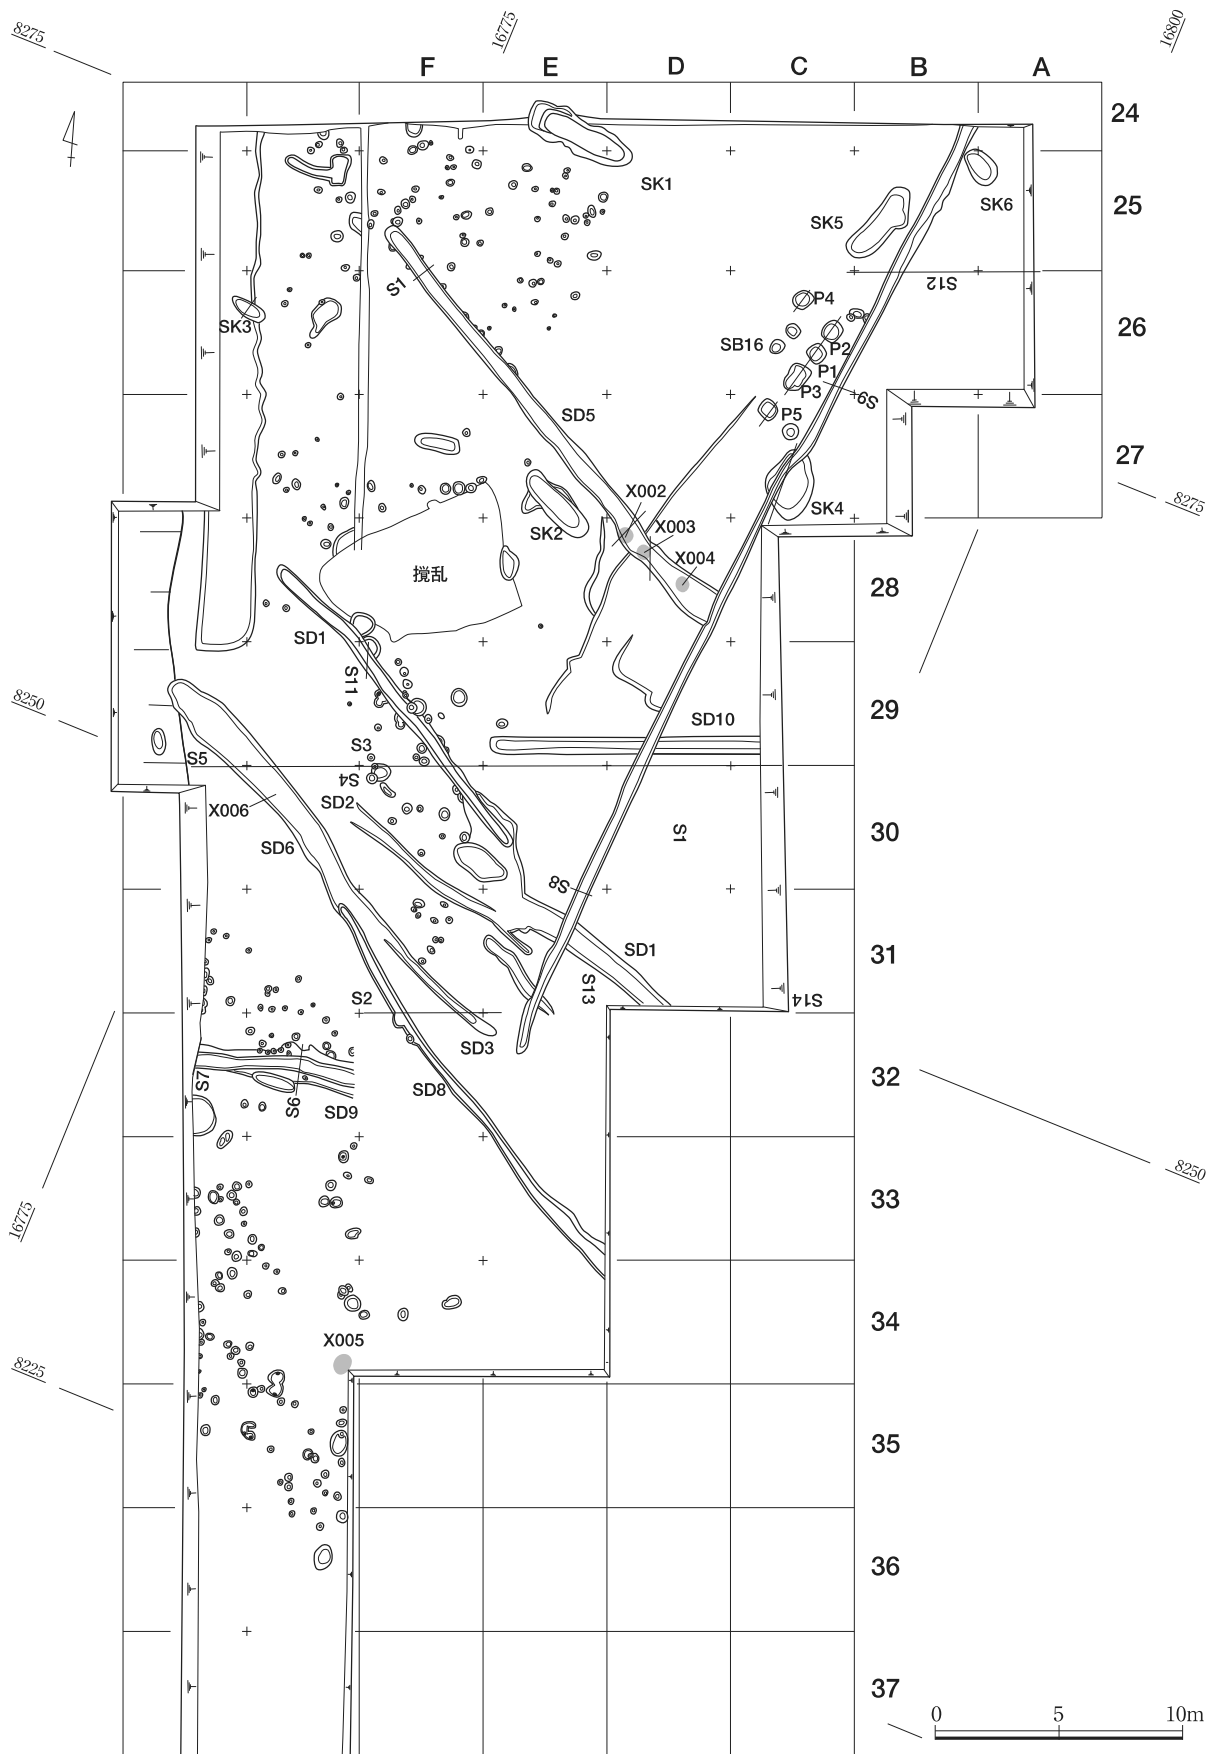 8275
16775
16800
F E D C B A
24
SK1
SK6
25
SK5
S1
S12
P4
SK3
26
SB16
P2
P1
P3
S9
SD5
P5
27
X002
8275
SK2
SK4
X003
X004
撹乱
28
SD1
S11
8250
29
SD10
S3
S5
S4
X006
SD2
S1
30
SD6
S8
SD1
31
S13
S2
S14
SD3
32
S7
S6
SD9
SD8
8250
33
16775
34
X005
8225
35
36
37
0 5 10m